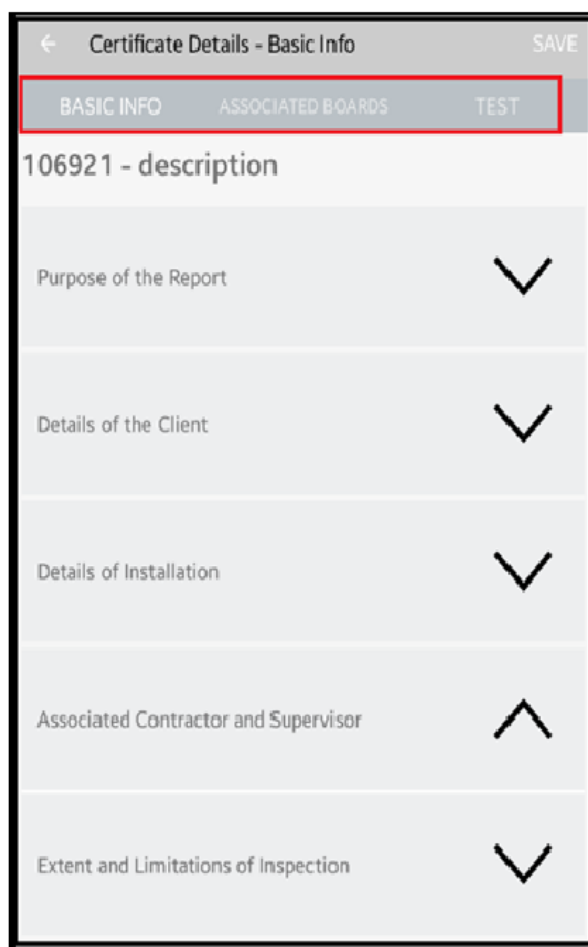 Certificate Details - Basic Info SAVE
BASIC INFO ASSOCIATED BOARDS TEST
106921 - description
Purpose of the Report
Details of the Client
Details of Installation
Associated Contractor and Supervisor
Extent and Limitations of Inspection